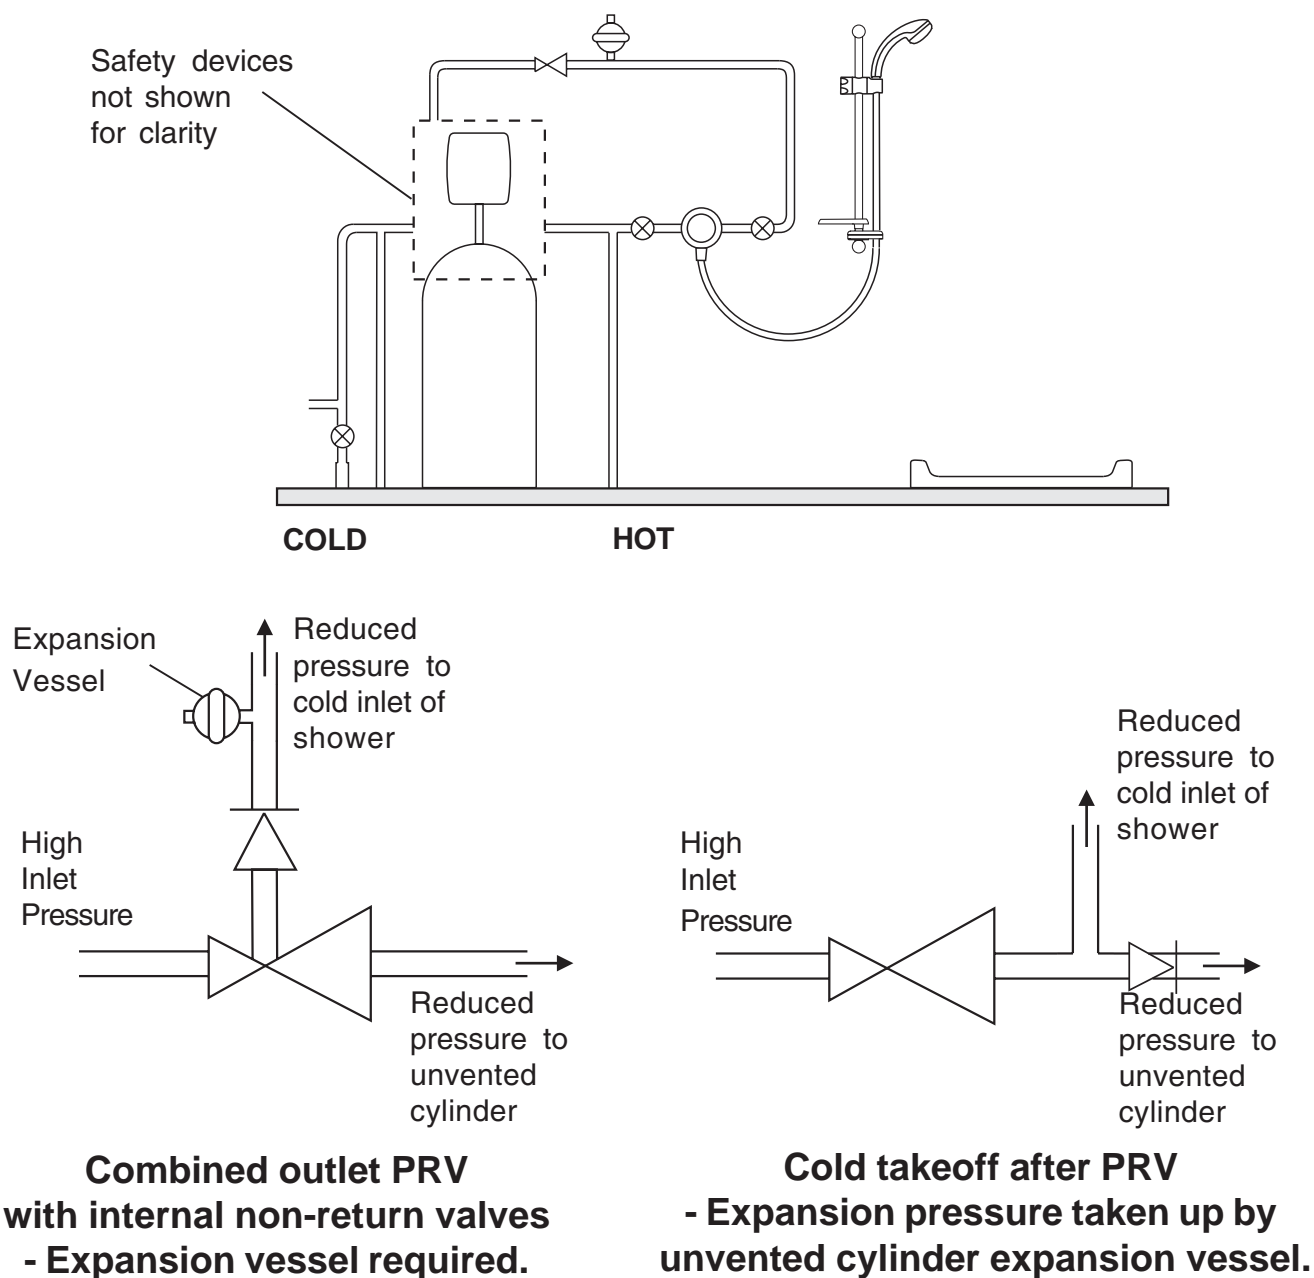 Safety devices
not shown
for clarity
COLD
HOT
Expansion
Vessel
Reduced
pressure to
cold inlet of
shower
High
Inlet
Pressure
Reduced
pressure to
unvented
cylinder
Combined outlet PRV
with internal non-return valves
- Expansion vessel required.
Reduced
pressure to
cold inlet of
shower
High
Inlet
Pressure
Reduced
pressure to
unvented
cylinder
Cold takeoff after PRV
- Expansion pressure taken up by
unvented cylinder expansion vessel.